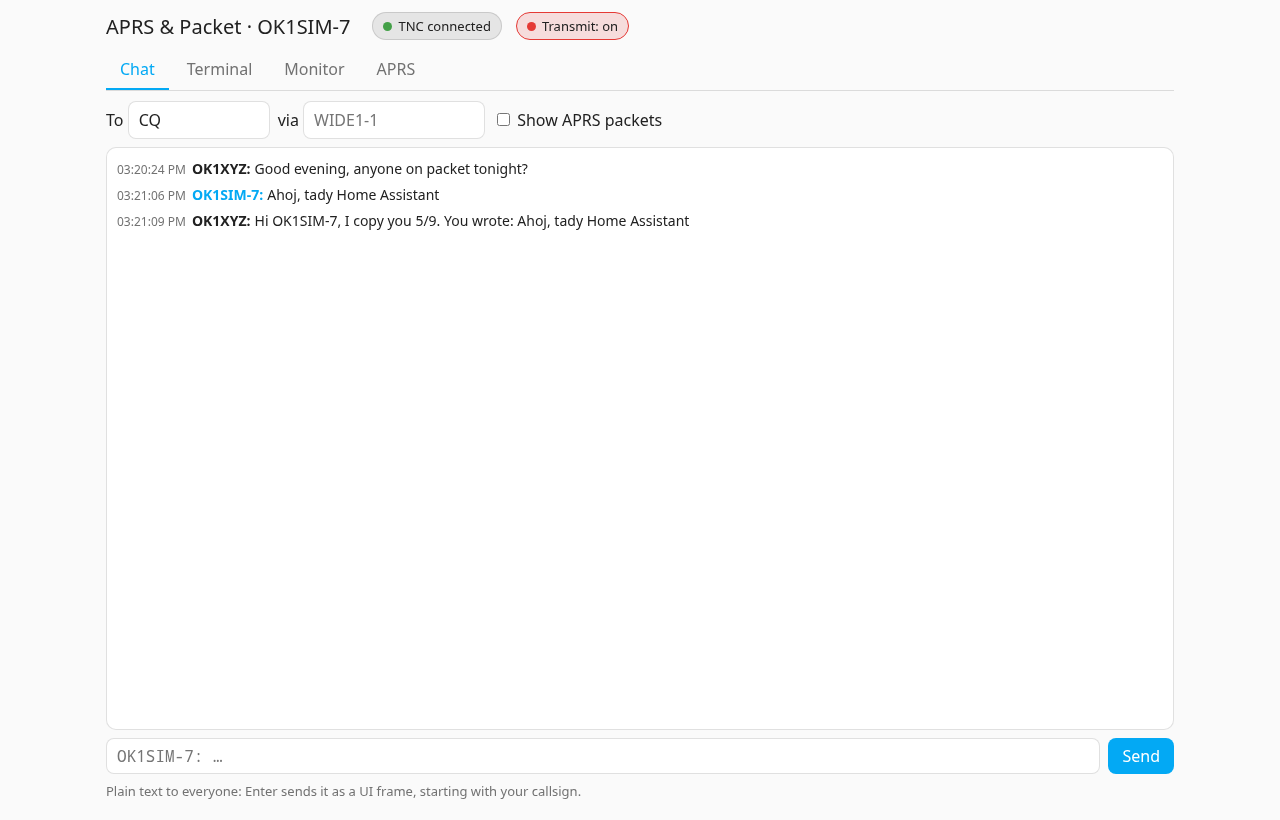 APRS & Packet · OK1SIM-7
TNC connected
Transmit: on
Chat
Terminal
Monitor
APRS
To CQ via WIDE1-1 Show APRS packets
03:20:24 PM OK1XYZ: Good evening, anyone on packet tonight?
03:21:06 PM OK1SIM-7: Ahoj, tady Home Assistant
03:21:09 PM OK1XYZ: Hi OK1SIM-7, I copy you 5/9. You wrote: Ahoj, tady Home Assistant
OK1SIM-7: …
Send
Plain text to everyone: Enter sends it as a UI frame, starting with your callsign.